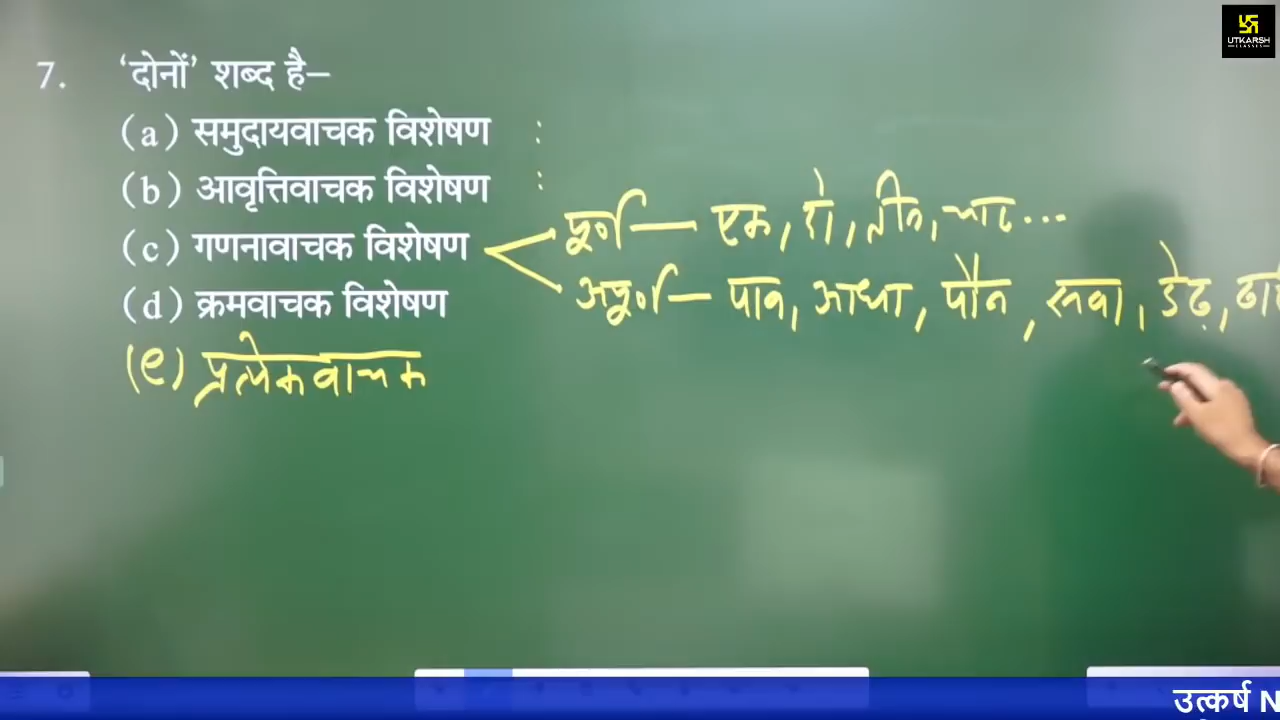 UTKARSH
CLASSES
7. 'दोनों' शब्द है–
(a) समुदायवाचक विशेषण :
(b) आवृत्तिवाचक विशेषण :
(c) गणनावाचक विशेषण
पूर्ण — एक, दो, तीन, चार...
अपूर्ण — पाव, आधा, पौन, सवा, डेढ़,
(d) क्रमवाचक विशेषण
(e) प्रत्येकवाचक
उत्कर्ष N